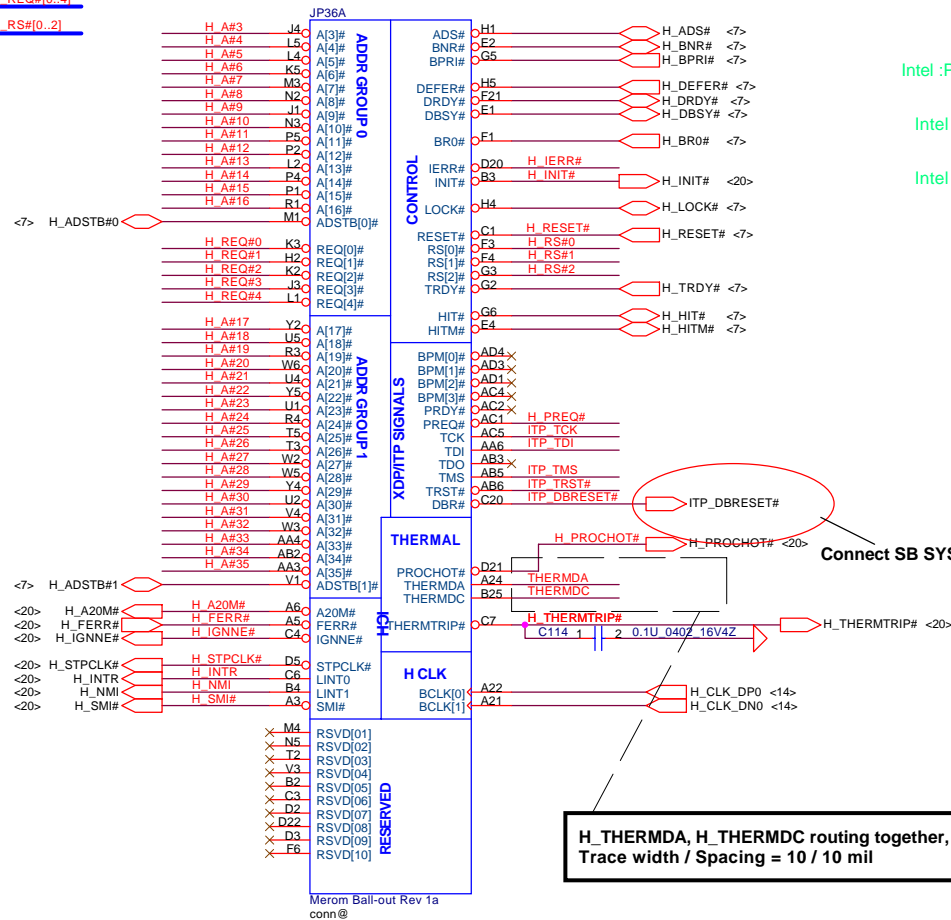 _RS#[0..2]
JP36A
H_A#3 J4 A[3]# ADS# H1 H_ADS# <7>
H_A#4 L5 A[4]# BNR# E2 H_BNR# <7>
H_A#5 L4 A[5]# BPRI# G5 H_BPRI# <7>
H_A#6 K5 A[6]#
H_A#7 M3 A[7]# DEFER# H5 H_DEFER# <7>
H_A#8 N2 A[8]# DRDY# F21 H_DRDY# <7>
H_A#9 J1 A[9]# DBSY# E1 H_DBSY# <7>
H_A#10 N3 A[10]#
H_A#11 P5 A[11]# BR0# F1 H_BR0# <7>
H_A#12 P2 A[12]#
H_A#13 L2 A[13]# IERR# D20 H_IERR#
H_A#14 P4 A[14]# INIT# B3 H_INIT# H_INIT# <20>
H_A#15 P1 A[15]#
H_A#16 R1 A[16]# LOCK# H4 H_LOCK# <7>
<7> H_ADSTB#0 M1 ADSTB[0]#
ADDR GROUP 0
CONTROL
RESET# C1 H_RESET# H_RESET# <7>
H_REQ#0 K3 REQ[0]# RS[0]# F3 H_RS#0
H_REQ#1 H2 REQ[1]# RS[1]# F4 H_RS#1
H_REQ#2 K2 REQ[2]# RS[2]# G3 H_RS#2
H_REQ#3 J3 REQ[3]# TRDY# G2 H_TRDY# <7>
H_REQ#4 L1 REQ[4]#
HIT# G6 H_HIT# <7>
H_A#17 Y2 A[17]# HITM# E4 H_HITM# <7>
H_A#18 U5 A[18]#
H_A#19 R3 A[19]# BPM[0]# AD4
H_A#20 W6 A[20]# BPM[1]# AD3
H_A#21 U4 A[21]# BPM[2]# AD1
H_A#22 Y5 A[22]# BPM[3]# AC4
H_A#23 U1 A[23]# PRDY# AC2
H_A#24 R4 A[24]# PREQ# AC1 H_PREQ#
H_A#25 T5 A[25]# TCK AC5 ITP_TCK
H_A#26 T3 A[26]# TDI AA6 ITP_TDI
H_A#27 W2 A[27]# TDO AB3
H_A#28 W5 A[28]# TMS AB5 ITP_TMS
H_A#29 Y4 A[29]# TRST# AB6 ITP_TRST#
H_A#30 U2 A[30]# DBR# C20 ITP_DBRESET# ITP_DBRESET#
H_A#31 V4 A[31]#
H_A#32 W3 A[32]#
H_A#33 AA4 A[33]#
H_A#34 AB2 A[34]#
H_A#35 AA3 A[35]#
<7> H_ADSTB#1 V1 ADSTB[1]#
ADDR GROUP 1
XDP/ITP SIGNALS
THERMAL
H_PROCHOT# H_PROCHOT# <20>
Connect SB SYS
PROCHOT# D21
THERMDA A24 THERMDA
THERMDC B25 THERMDC
<20> H_A20M# H_A20M# A6 A20M#
<20> H_FERR# H_FERR# A5 FERR#
<20> H_IGNNE# H_IGNNE# C4 IGNNE#
ICH
THERMTRIP# C7 H_THERMTRIP# H_THERMTRIP# <20>
C114 1 2 0.1U_0402_16V4Z
<20> H_STPCLK# H_STPCLK# D5 STPCLK#
<20> H_INTR C6 LINT0
<20> H_NMI H_NMI B4 LINT1
<20> H_SMI# H_SMI# A3 SMI#
H_INTR
H CLK
BCLK[0] A22 H_CLK_DP0 <14>
BCLK[1] A21 H_CLK_DN0 <14>
M4 RSVD[01]
N5 RSVD[02]
T2 RSVD[03]
V3 RSVD[04]
B2 RSVD[05]
C3 RSVD[06]
D2 RSVD[07]
D22 RSVD[08]
D3 RSVD[09]
F6 RSVD[10]
RESERVED
Merom Ball-out Rev 1a
conn@
Intel :
Intel
Intel
H_THERMDA, H_THERMDC routing together,
Trace width / Spacing = 10 / 10 mil